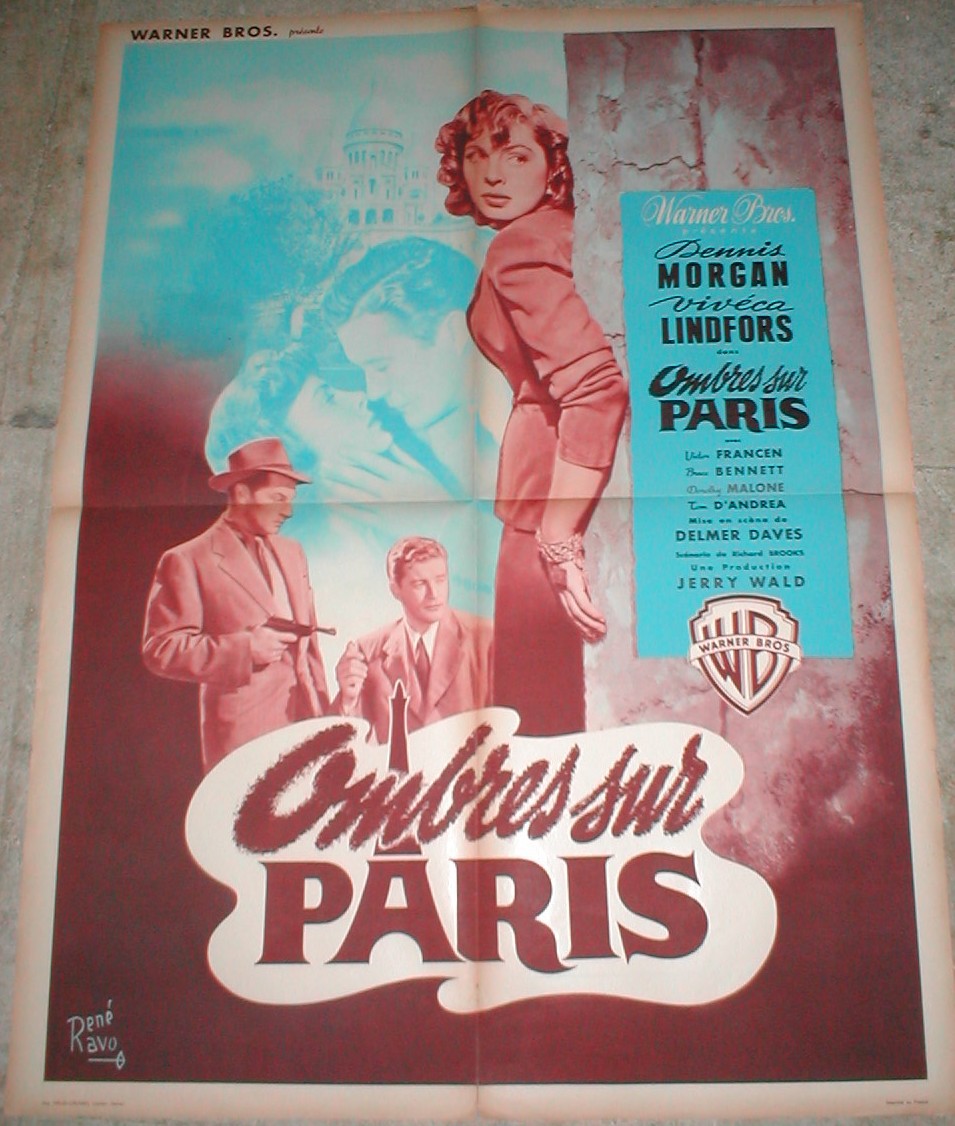 WARNER BROS. présente
Warner Bros.
présente
Dennis
MORGAN
Vivéca
LINDFORS
dans
Ombres sur
PARIS
avec
Victor FRANCEN
Bruce BENNETT
Dorothy MALONE
Tom D'ANDREA
Mise en scène de
DELMER DAVES
Scénario de Richard BROOKS
Une Production
JERRY WALD
WB
WARNER BROS
Ombres sur
PARIS
René
Ravo